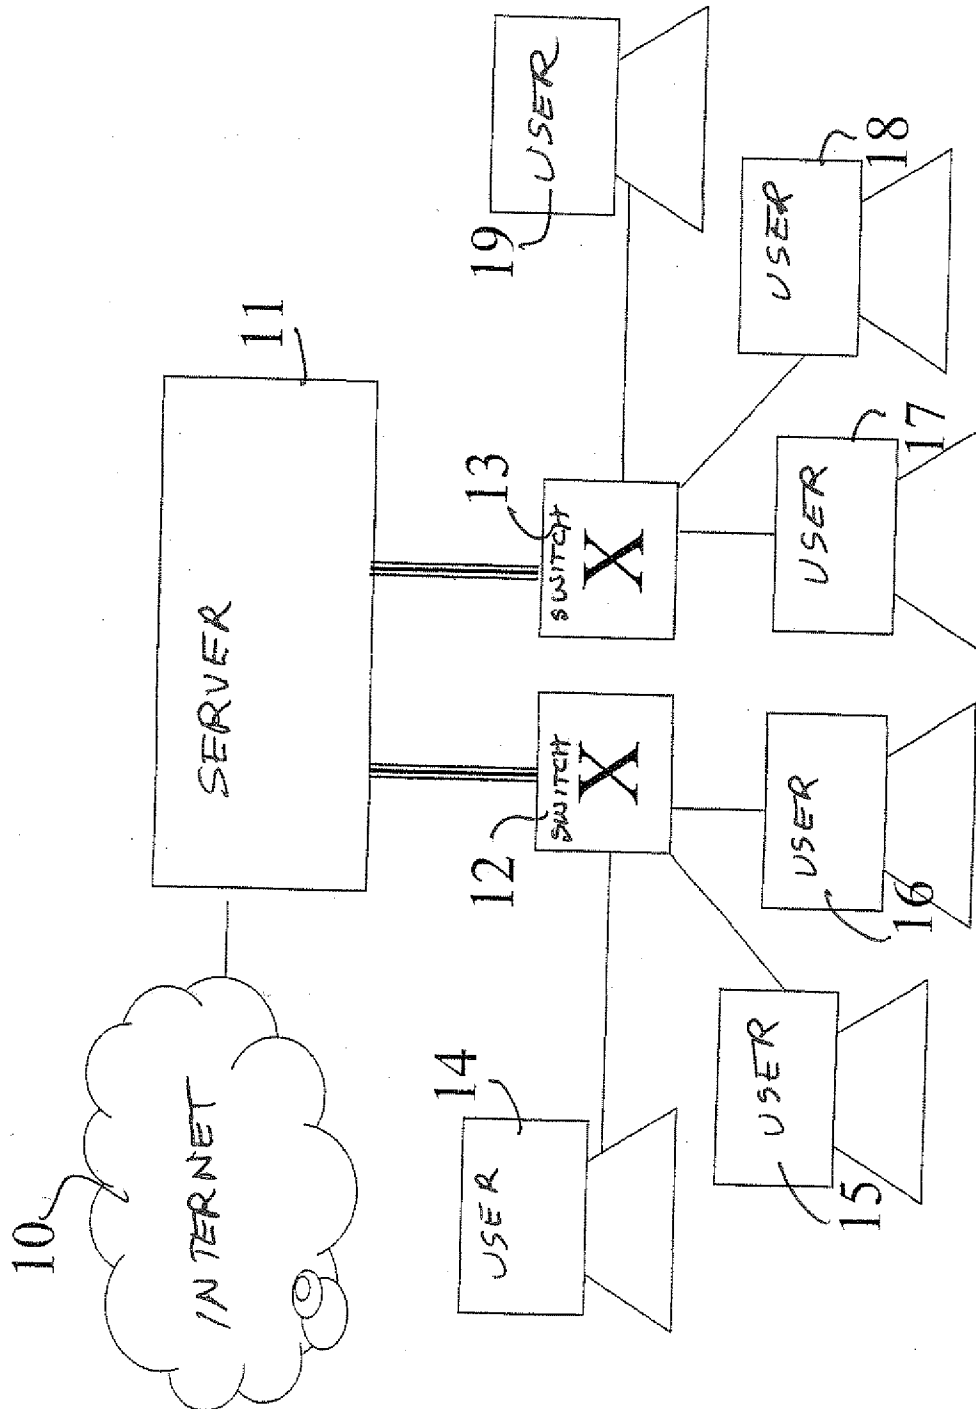 10
INTERNET
SERVER
11
12
SWITCH
X
13
SWITCH
X
14
USER
15
USER
16
USER
17
USER
18
USER
19
USER